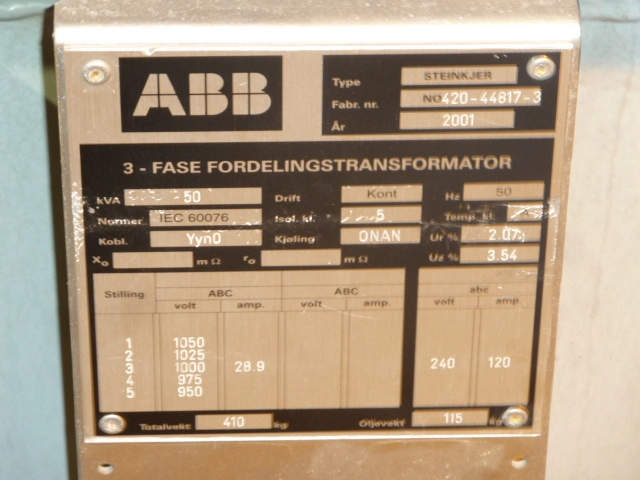 ABB
Type STEINKJER
Fabr. nr. NO420-44817-3
År 2001
3 - FASE FORDELINGSTRANSFORMATOR
kVA 50 Drift Kont Hz 50
Normer IEC 60076 Isol. kl. 5 Temp. kl. A
Kobl. Yyn0 Kjøling ONAN Ur % 2.07
Xo mΩ ro mΩ Uz % 3.54
Stilling ABC ABC abc
volt amp. volt amp. volt amp.
1 1050
2 1025
3 1000 28.9 240 120
4 975
5 950
Totalvekt 410 kg Oljevekt 115 kg